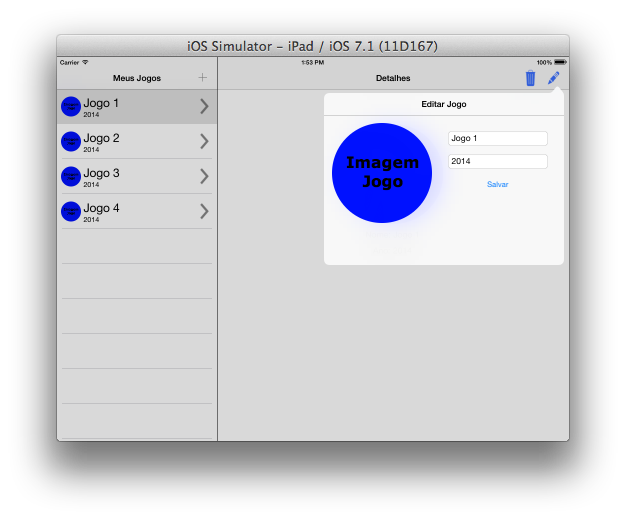 iOS Simulator – iPad / iOS 7.1 (11D167)
Carrier 1:53 PM 100%
Meus Jogos + Detalhes
Editar Jogo
Jogo 1
2014
Jogo 2
2014
Jogo 3
2014
Jogo 4
2014
Imagem
Jogo
Jogo 1
2014
Salvar